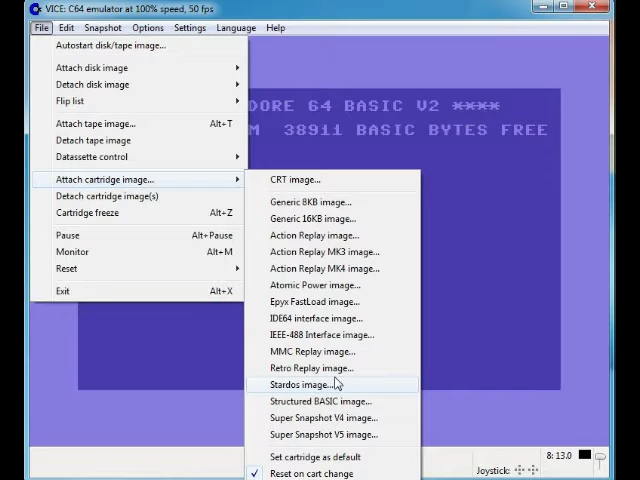 VICE: C64 emulator at 100% speed, 50 fps
File Edit Snapshot Options Settings Language Help
Autostart disk/tape image...
Attach disk image
Detach disk image
Flip list
Attach tape image... Alt+T
Detach tape image
Datassette control
Attach cartridge image...
Detach cartridge image(s)
Cartridge freeze Alt+Z
Pause Alt+Pause
Monitor Alt+M
Reset
Exit Alt+X
DORE 64 BASIC V2 ****
M 38911 BASIC BYTES FREE
CRT image...
Generic 8KB image...
Generic 16KB image...
Action Replay image...
Action Replay MK3 image...
Action Replay MK4 image...
Atomic Power image...
Epyx FastLoad image...
IDE64 interface image...
IEEE-488 Interface image...
MMC Replay image...
Retro Replay image...
Stardos image...
Structured BASIC image...
Super Snapshot V4 image...
Super Snapshot V5 image...
Set cartridge as default
Reset on cart change
8: 13.0
Joystick: